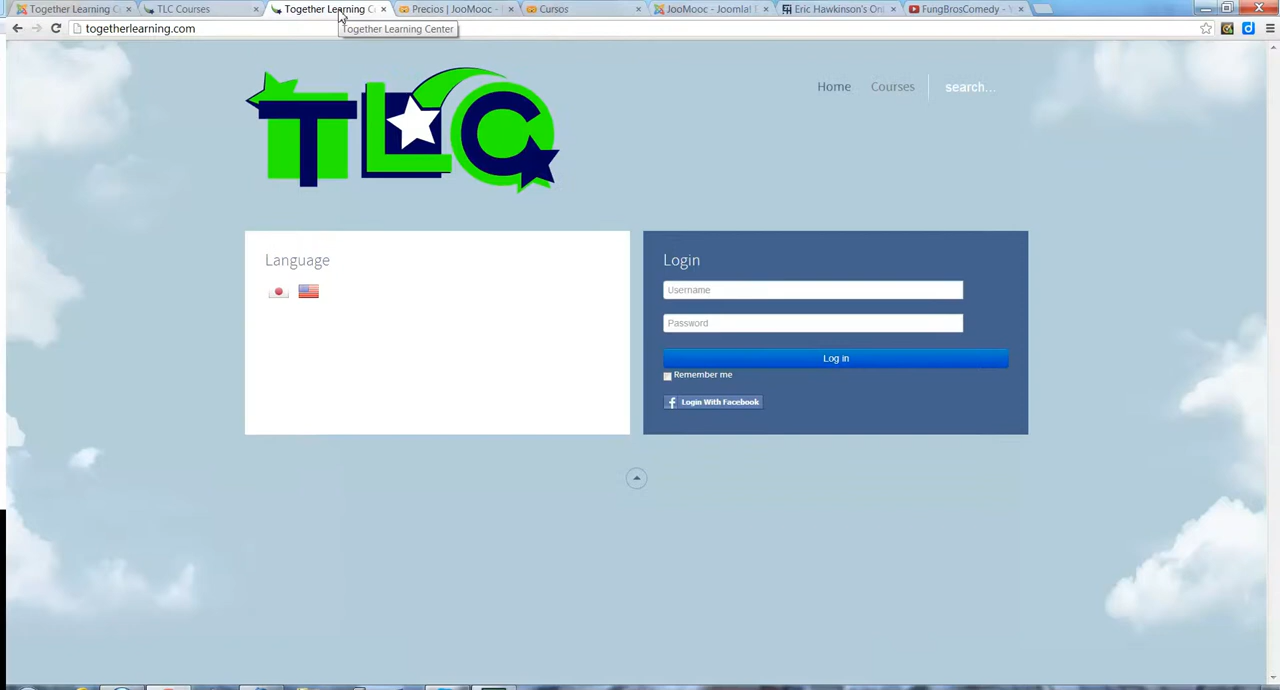 Together Learning C
TLC Courses
Together Learning C
Precios | JooMooc -
Cursos
JooMooc - Joomla!
Eric Hawkinson's On
FungBrosComedy - Y
togetherlearning.com
Together Learning Center
TLC
Home
Courses
search...
Language
Login
Username
Password
Log in
Remember me
f Login With Facebook